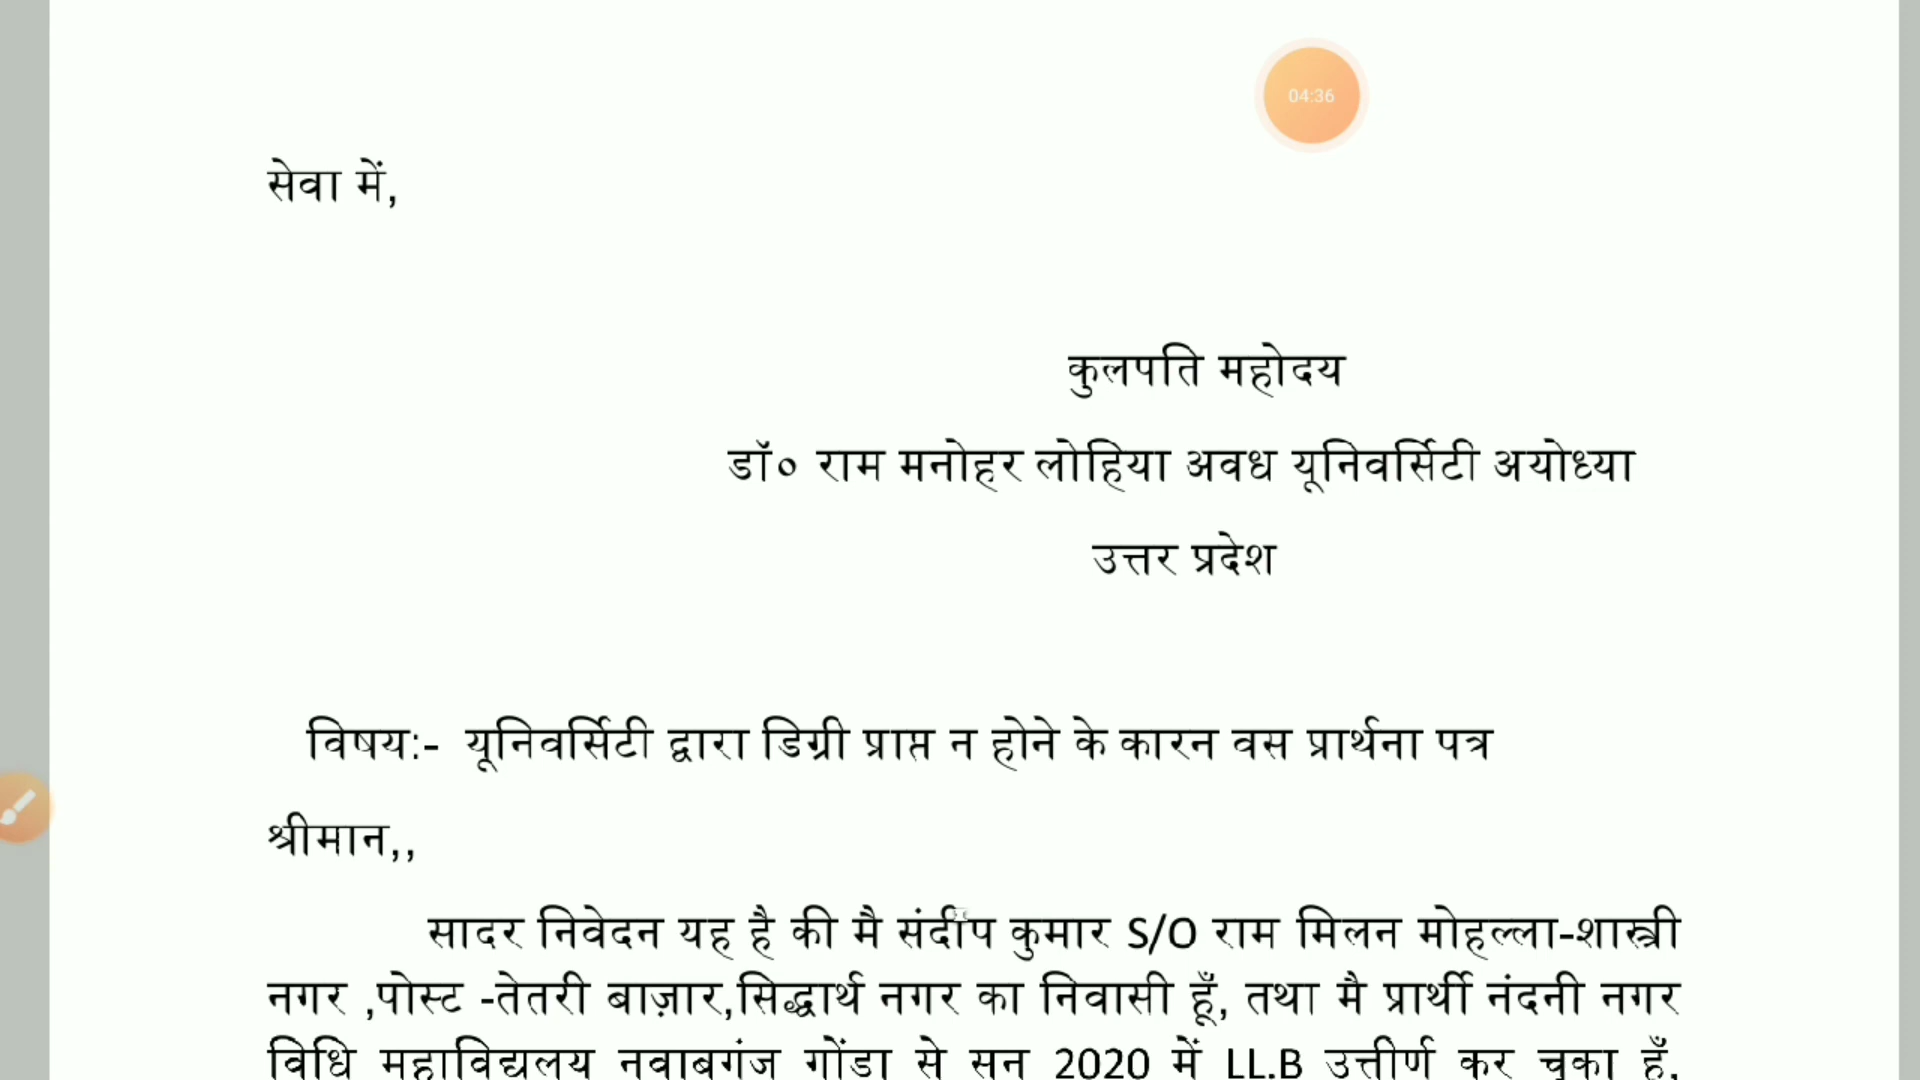 04:36
सेवा में,
कुलपति महोदय
डॉ० राम मनोहर लोहिया अवध यूनिवर्सिटी अयोध्या
उत्तर प्रदेश
विषय:- यूनिवर्सिटी द्वारा डिग्री प्राप्त न होने के कारन वस प्रार्थना पत्र
श्रीमान,,
सादर निवेदन यह है की मै संदीप कुमार S/O राम मिलन मोहल्ला-शास्त्री
नगर ,पोस्ट -तेतरी बाज़ार,सिद्धार्थ नगर का निवासी हूँ, तथा मै प्रार्थी नंदनी नगर
विधि महाविद्यलय नवाबगंज गोंडा से सन 2020 में LL.B उत्तीर्ण कर चुका हूँ,